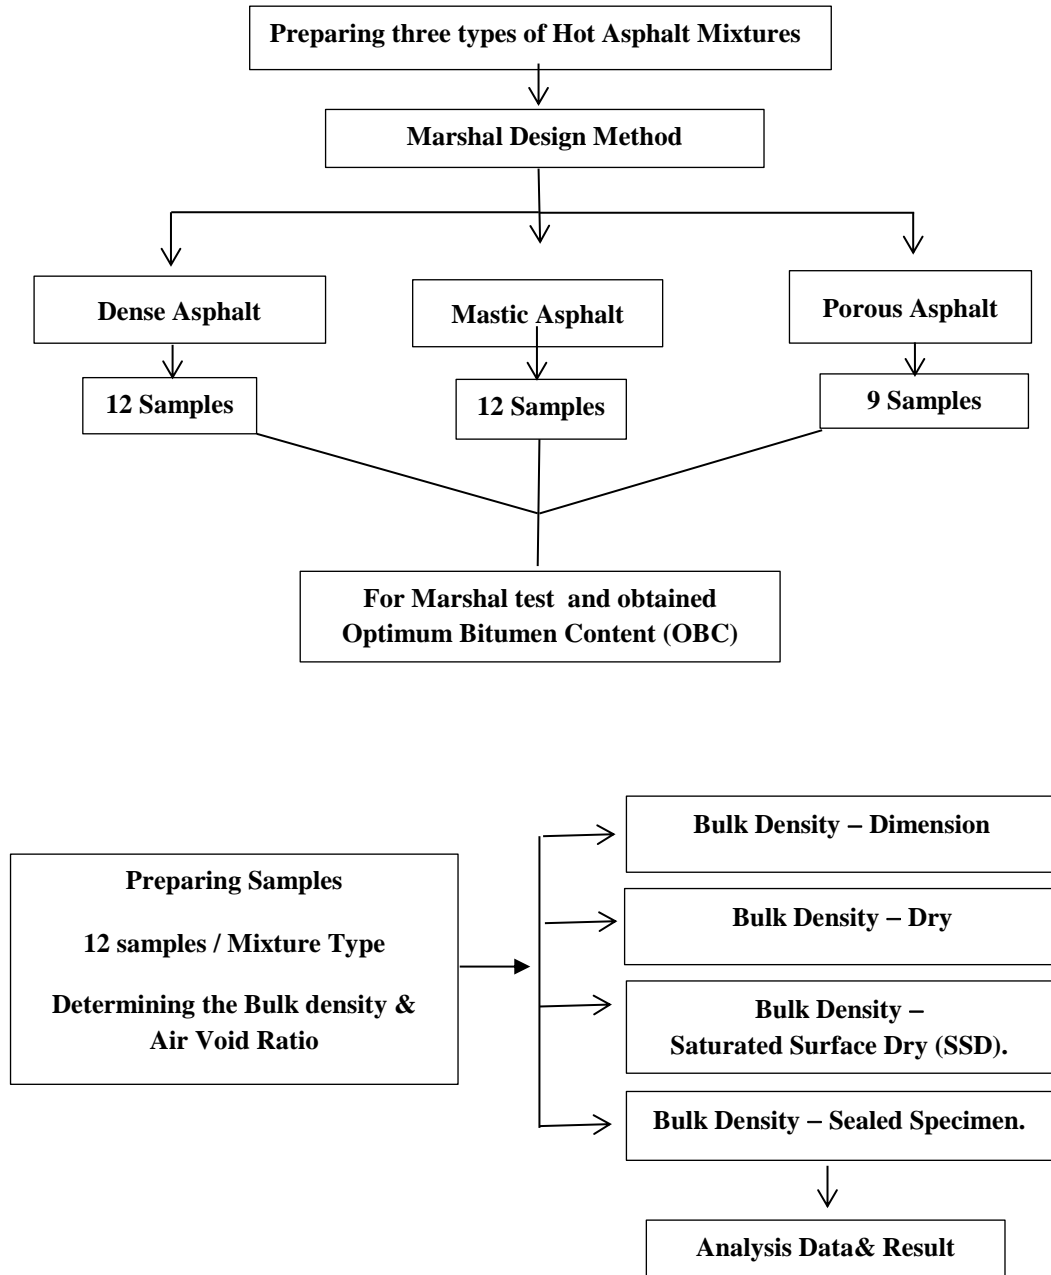 Preparing three types of Hot Asphalt Mixtures
Marshal Design Method
Dense Asphalt
Mastic Asphalt
Porous Asphalt
12 Samples
12 Samples
9 Samples
For Marshal test and obtained
Optimum Bitumen Content (OBC)
Preparing Samples
12 samples / Mixture Type
Determining the Bulk density &
Air Void Ratio
Bulk Density – Dimension
Bulk Density – Dry
Bulk Density –
Saturated Surface Dry (SSD).
Bulk Density – Sealed Specimen.
Analysis Data& Result